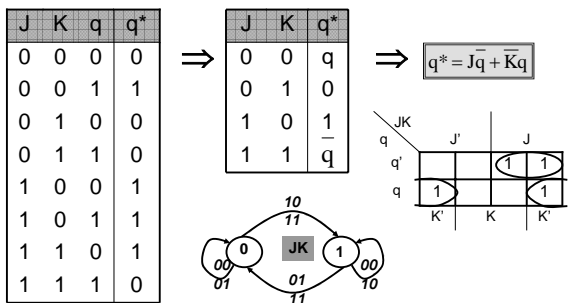 J K q q*
0 0 0 0
0 0 1 1
0 1 0 0
0 1 1 0
1 0 0 1
1 0 1 1
1 1 0 1
1 1 1 0
⇒
J K q*
0 0 q
0 1 0
1 0 1
1 1 q̅
⇒
q* = Jq̅ + K̅q
JK
q
J' J
q' 1 1
q 1 1
K' K K'
10
11
0 JK 1
00
01
01
11
00
10